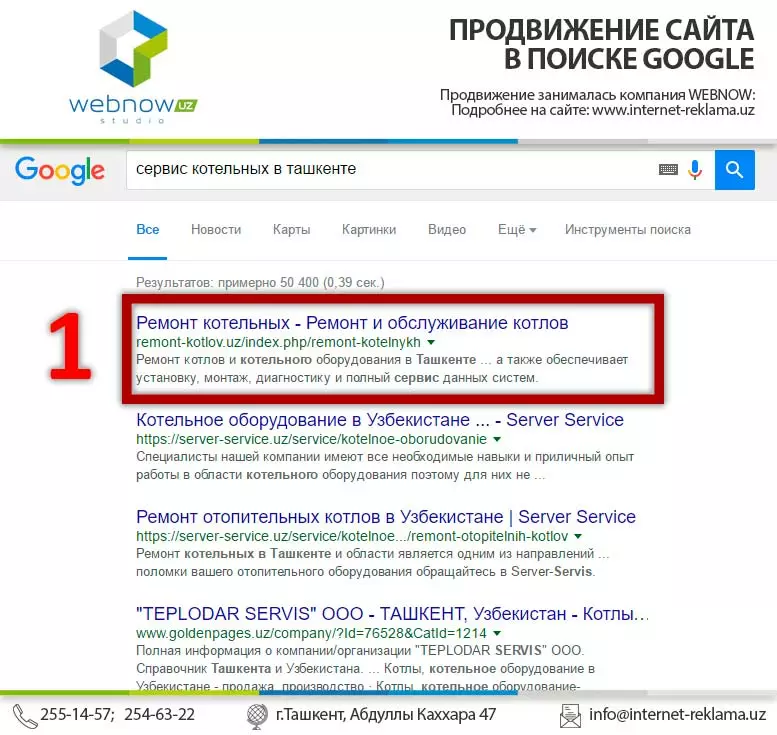 ПРОДВИЖЕНИЕ САЙТА
В ПОИСКЕ GOOGLE
webnow uz
studio
Продвижение занималась компания WEBNOW:
Подробнее на сайте: www.internet-reklama.uz
Google
сервис котельных в ташкенте
Все Новости Карты Картинки Видео Ещё Инструменты поиска
Результатов: примерно 50 400 (0,39 сек.)
1
Ремонт котельных - Ремонт и обслуживание котлов
remont-kotlov.uz/index.php/remont-kotelnykh
Ремонт котлов и котельного оборудования в Ташкенте ... а также обеспечивает
установку, монтаж, диагностику и полный сервис данных систем.
Котельное оборудование в Узбекистане ... - Server Service
https://server-service.uz/service/kotelnoe-oborudovanie
Специалисты нашей компании имеют все необходимые навыки и приличный опыт
работы в области котельного оборудования поэтому для них не ...
Ремонт отопительных котлов в Узбекистане | Server Service
https://server-service.uz/service/kotelnoe.../remont-otopitelnih-kotlov
Ремонт котельных в Ташкенте и области является одним из направлений ...
поломки вашего отопительного оборудования обращайтесь в Server-Servis.
"TEPLODAR SERVIS" ООО - ТАШКЕНТ, Узбекистан - Котлы...
www.goldenpages.uz/company/?Id=76528&CatId=1214
Полная информация о компании/организации "TEPLODAR SERVIS" ООО.
Справочник Ташкента и Узбекистана. ... Котлы, котельное оборудование в
Узбекистане - продажа, производство · Котлы, котельное оборудование-
255-14-57; 254-63-22
г.Ташкент, Абдуллы Каххара 47
info@internet-reklama.uz